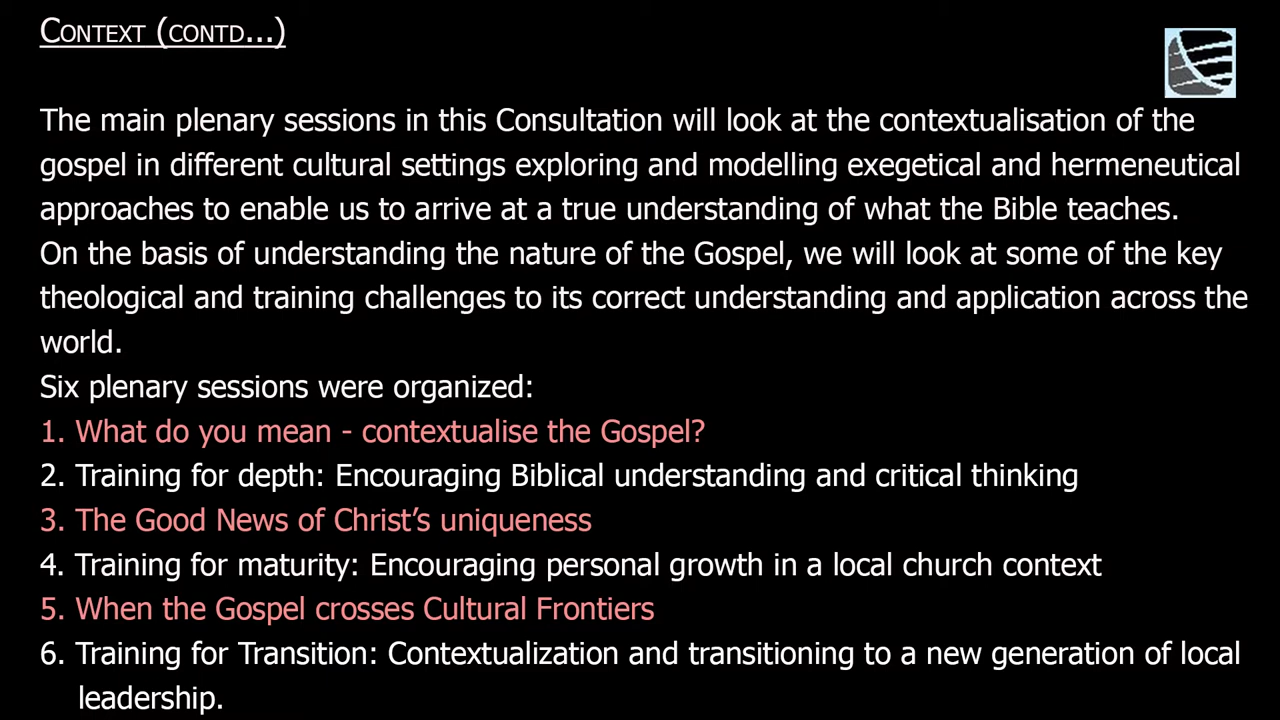 CONTEXT (CONTD...)
The main plenary sessions in this Consultation will look at the contextualisation of the
gospel in different cultural settings exploring and modelling exegetical and hermeneutical
approaches to enable us to arrive at a true understanding of what the Bible teaches.
On the basis of understanding the nature of the Gospel, we will look at some of the key
theological and training challenges to its correct understanding and application across the
world.
Six plenary sessions were organized:
1. What do you mean - contextualise the Gospel?
2. Training for depth: Encouraging Biblical understanding and critical thinking
3. The Good News of Christ’s uniqueness
4. Training for maturity: Encouraging personal growth in a local church context
5. When the Gospel crosses Cultural Frontiers
6. Training for Transition: Contextualization and transitioning to a new generation of local
leadership.